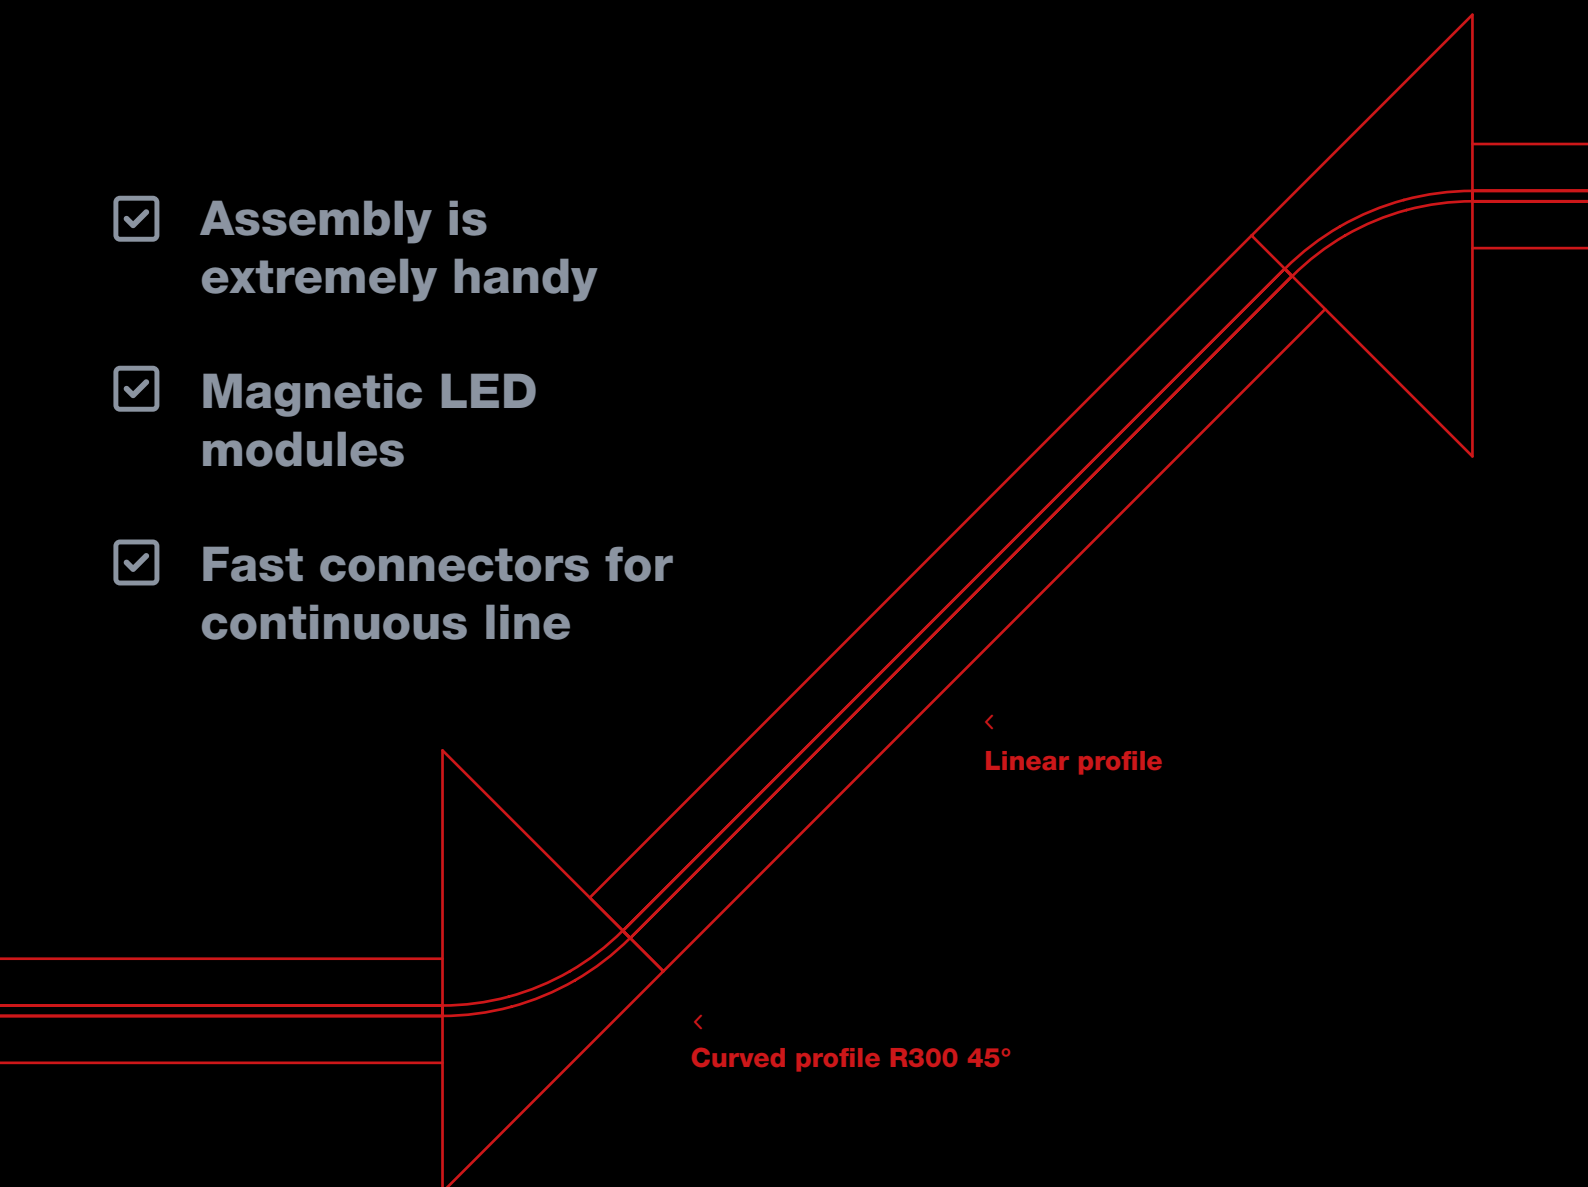 Assembly is
extremely handy
Magnetic LED
modules
Fast connectors for
continuous line
Linear profile
Curved profile R300 45°